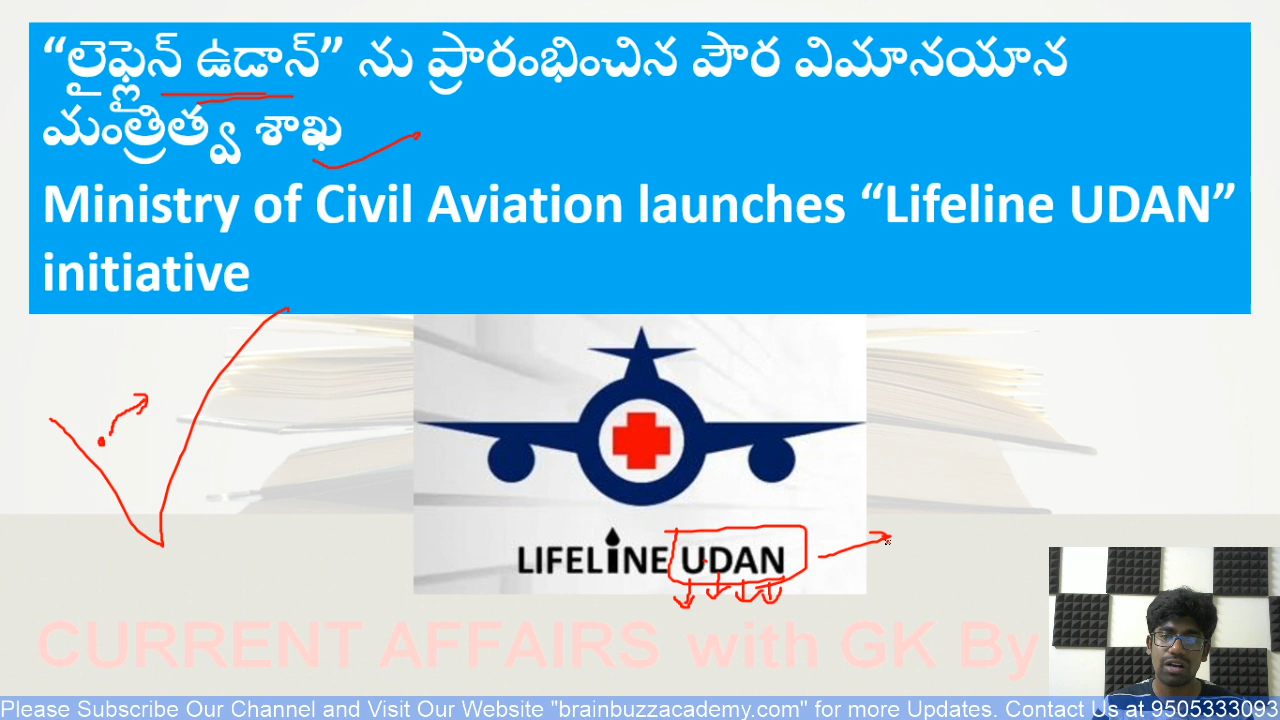 “లైఫ్లైన్ ఉడాన్” ను ప్రారంభించిన పౌర విమానయాన
మంత్రిత్వ శాఖ
Ministry of Civil Aviation launches “Lifeline UDAN”
initiative
LIFELiNE UDAN
CURRENT AFFAIRS with GK By
Please Subscribe Our Channel and Visit Our Website "brainbuzzacademy.com" for more Updates. Contact Us at 9505333093